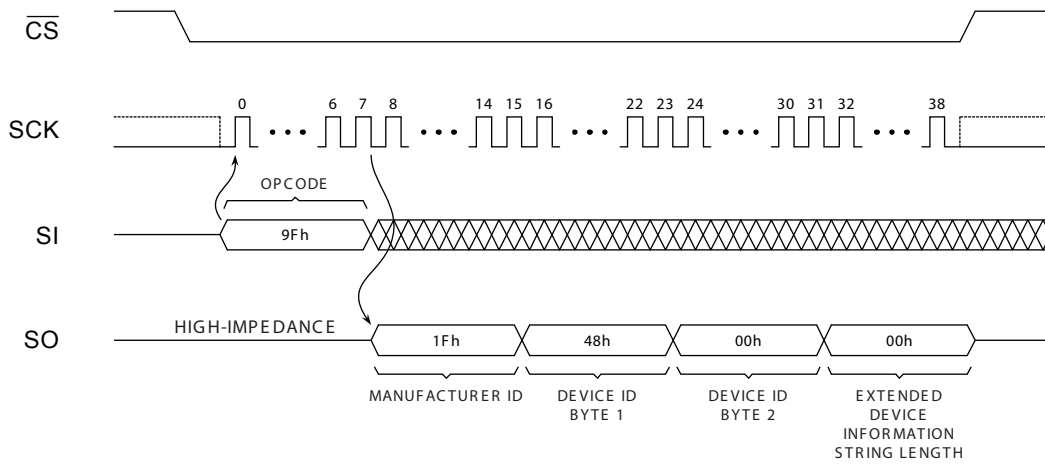 CS
0 6 7 8 14 15 16 22 23 24 30 31 32 38
SCK
OPCODE
SI
9Fh
HIGH-IMPEDANCE
SO
1Fh 48h 00h 00h
MANUFACTURER ID
DEVICE ID
BYTE 1
DEVICE ID
BYTE 2
EXTENDED
DEVICE
INFORMATION
STRING LENGTH